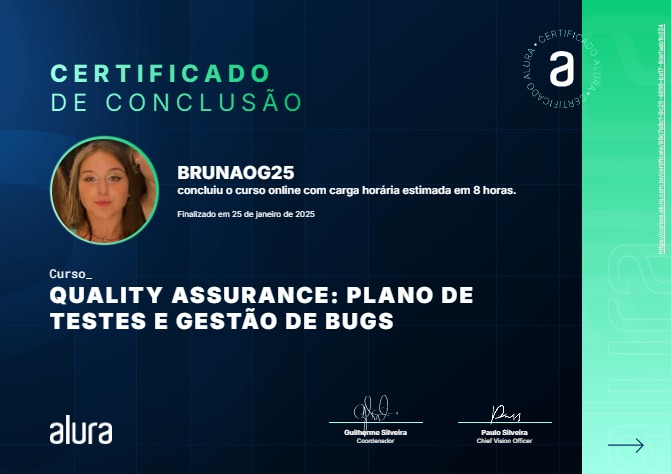 CERTIFICADO
DE CONCLUSÃO
CERTIFICADO ALURA • CERTIFICADO ALURA •
a
BRUNAOG25
concluiu o curso online com carga horária estimada em 8 horas.
Finalizado em 25 de janeiro de 2025
Curso_
QUALITY ASSURANCE: PLANO DE
TESTES E GESTÃO DE BUGS
alura
Guilherme Silveira
Coordenador
Paulo Silveira
Chief Vision Officer
alura